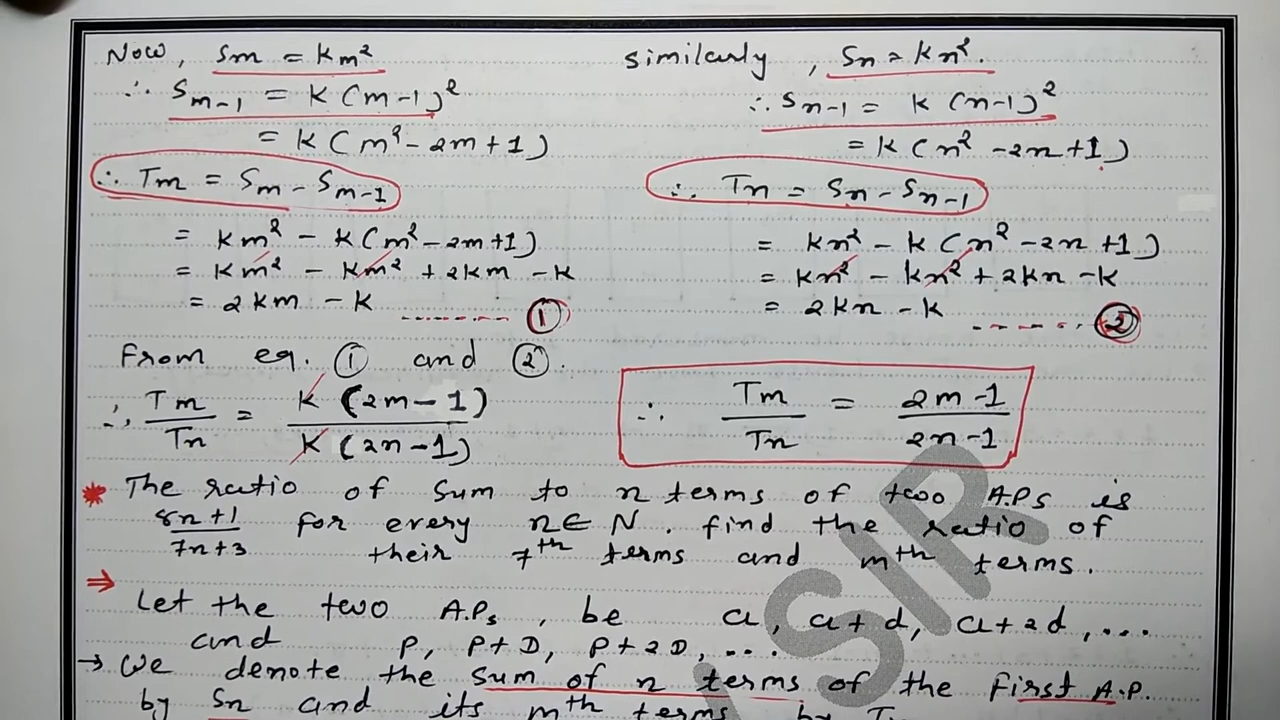 Now, Sm = Km²
∴ Sm-1 = K(m-1)²
= K(m² - 2m + 1)
∴ Tm = Sm - Sm-1
= Km² - K(m² - 2m + 1)
= Km² - Km² + 2Km - K
= 2Km - K ........ ①
similarly, Sn = Kn².
∴ Sn-1 = K(n-1)²
= K(n² - 2n + 1)
∴ Tn = Sn - Sn-1
= Kn² - K(n² - 2n + 1)
= Kn² - Kn² + 2Kn - K
= 2Kn - K ...... ②
From eq. ① and ②.
∴ Tm/Tn = K(2m-1)/K(2n-1)
∴ Tm/Tn = 2m-1/2n-1
* The ratio of sum to n terms of two A.Ps is
8n+1/7n+3 for every n∈N. find the ratio of
their 7th terms and mth terms.
⇒ Let the two A.Ps, be a, a+d, a+2d, ...
and P, P+D, P+2D, ...
→ We denote the sum of n terms of the first A.P.
by Sn and its mth terms by
SIR